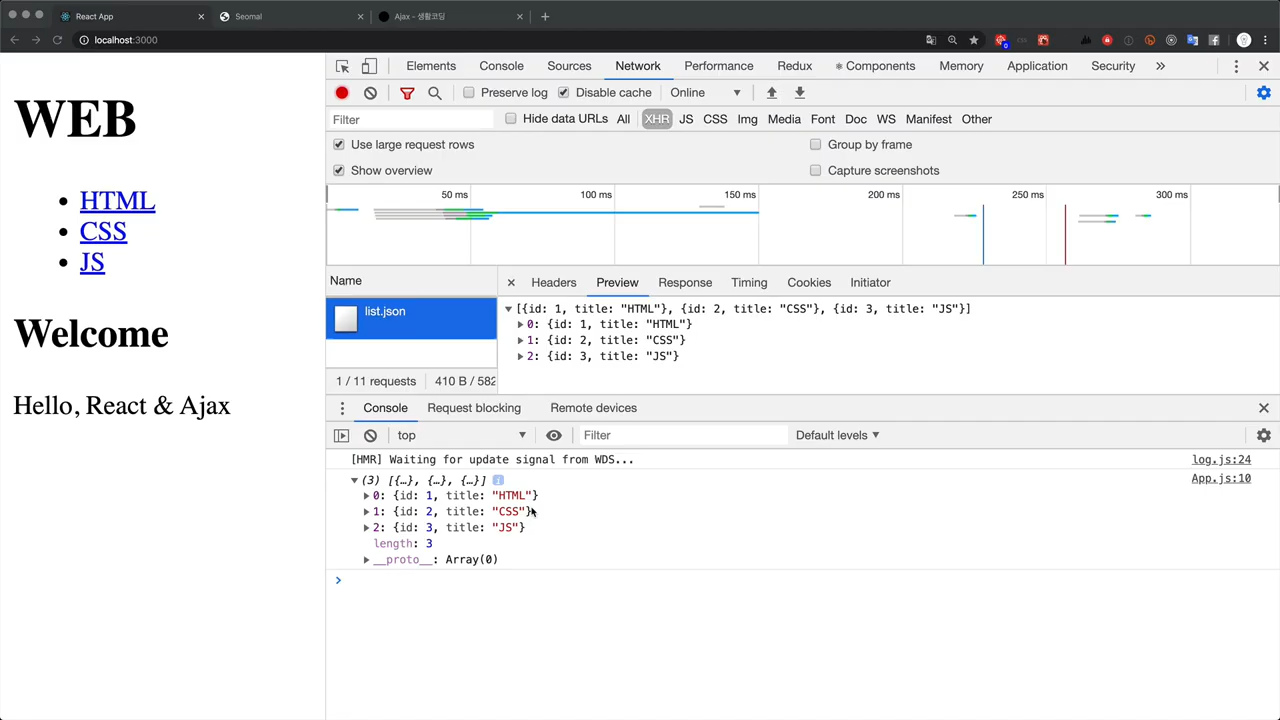 React App
Seomal
Ajax - 생활코딩
localhost:3000
WEB
HTML
CSS
JS
Welcome
Hello, React & Ajax
Elements Console Sources Network Performance Redux Components Memory Application Security
Preserve log Disable cache Online
Filter Hide data URLs All XHR JS CSS Img Media Font Doc WS Manifest Other
Use large request rows Group by frame
Show overview Capture screenshots
50 ms 100 ms 150 ms 200 ms 250 ms 300 ms
Name Headers Preview Response Timing Cookies Initiator
list.json
[{id: 1, title: "HTML"}, {id: 2, title: "CSS"}, {id: 3, title: "JS"}]
0: {id: 1, title: "HTML"}
1: {id: 2, title: "CSS"}
2: {id: 3, title: "JS"}
1 / 11 requests 410 B / 582
Console Request blocking Remote devices
top Filter Default levels
[HMR] Waiting for update signal from WDS... log.js:24
(3) [{…}, {…}, {…}] App.js:10
0: {id: 1, title: "HTML"}
1: {id: 2, title: "CSS"}
2: {id: 3, title: "JS"}
length: 3
__proto__: Array(0)